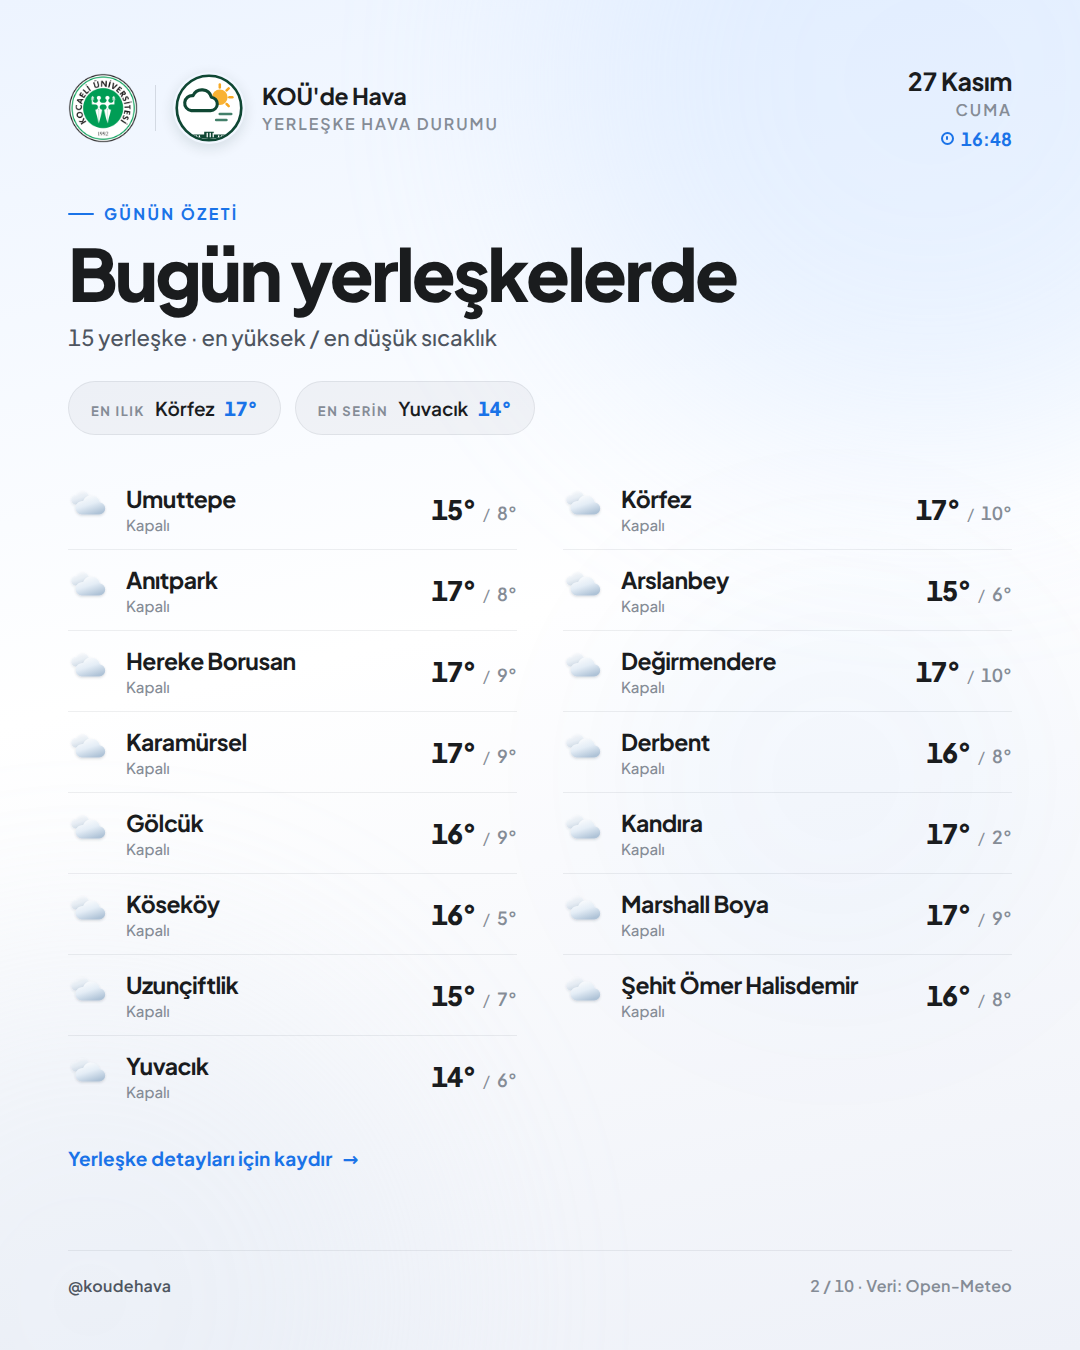 KOCAELİ ÜNİVERSİTESİ
1992
KOÜ'de Hava
YERLEŞKE HAVA DURUMU
27 Kasım
CUMA
16:48
GÜNÜN ÖZETİ
Bugün yerleşkelerde
15 yerleşke · en yüksek / en düşük sıcaklık
EN ILIK Körfez 17°
EN SERİN Yuvacık 14°
Umuttepe
Kapalı
15° / 8°
Anıtpark
Kapalı
17° / 8°
Hereke Borusan
Kapalı
17° / 9°
Karamürsel
Kapalı
17° / 9°
Gölcük
Kapalı
16° / 9°
Köseköy
Kapalı
16° / 5°
Uzunçiftlik
Kapalı
15° / 7°
Yuvacık
Kapalı
14° / 6°
Körfez
Kapalı
17° / 10°
Arslanbey
Kapalı
15° / 6°
Değirmendere
Kapalı
17° / 10°
Derbent
Kapalı
16° / 8°
Kandıra
Kapalı
17° / 2°
Marshall Boya
Kapalı
17° / 9°
Şehit Ömer Halisdemir
Kapalı
16° / 8°
Yerleşke detayları için kaydır →
@koudehava
2 / 10 · Veri: Open-Meteo